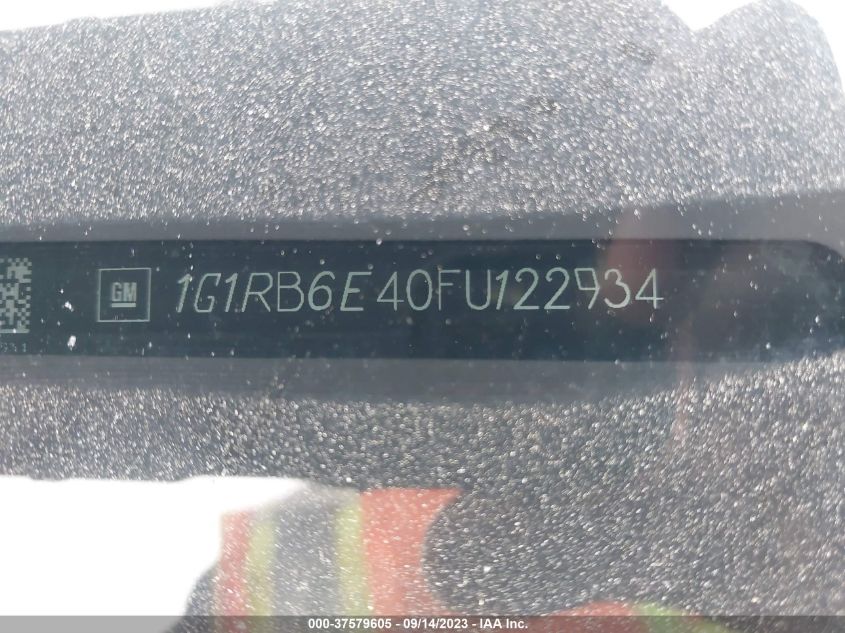 GM 1G1RB6E40FU122934
000-37579605 - 09/14/2023 - IAA Inc.